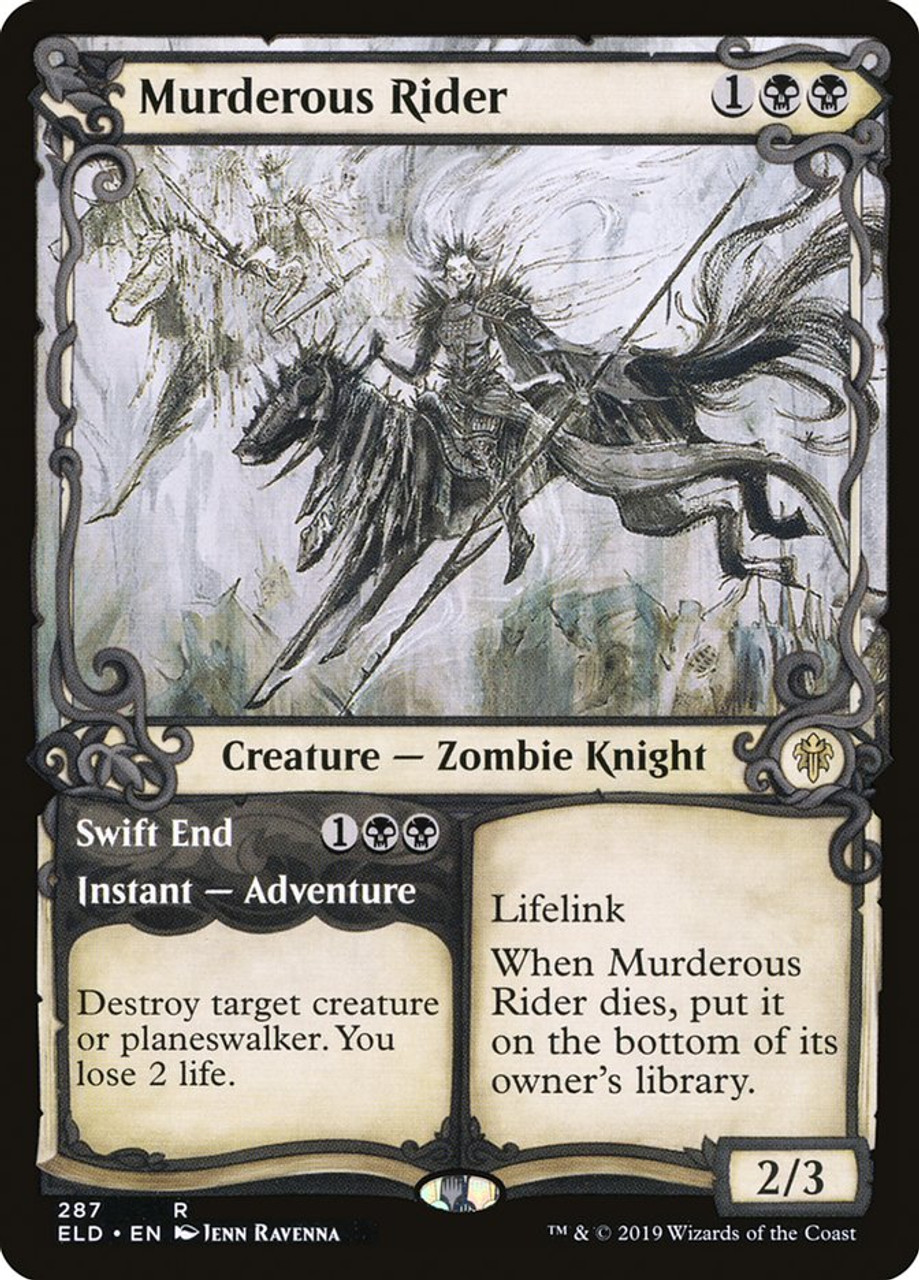 Murderous Rider 1
Creature — Zombie Knight
Swift End 1
Instant — Adventure
Destroy target creature
or planeswalker. You
lose 2 life.
Lifelink
When Murderous
Rider dies, put it
on the bottom of its
owner's library.
2/3
287 R
ELD • EN Jenn Ravenna
™ & © 2019 Wizards of the Coast